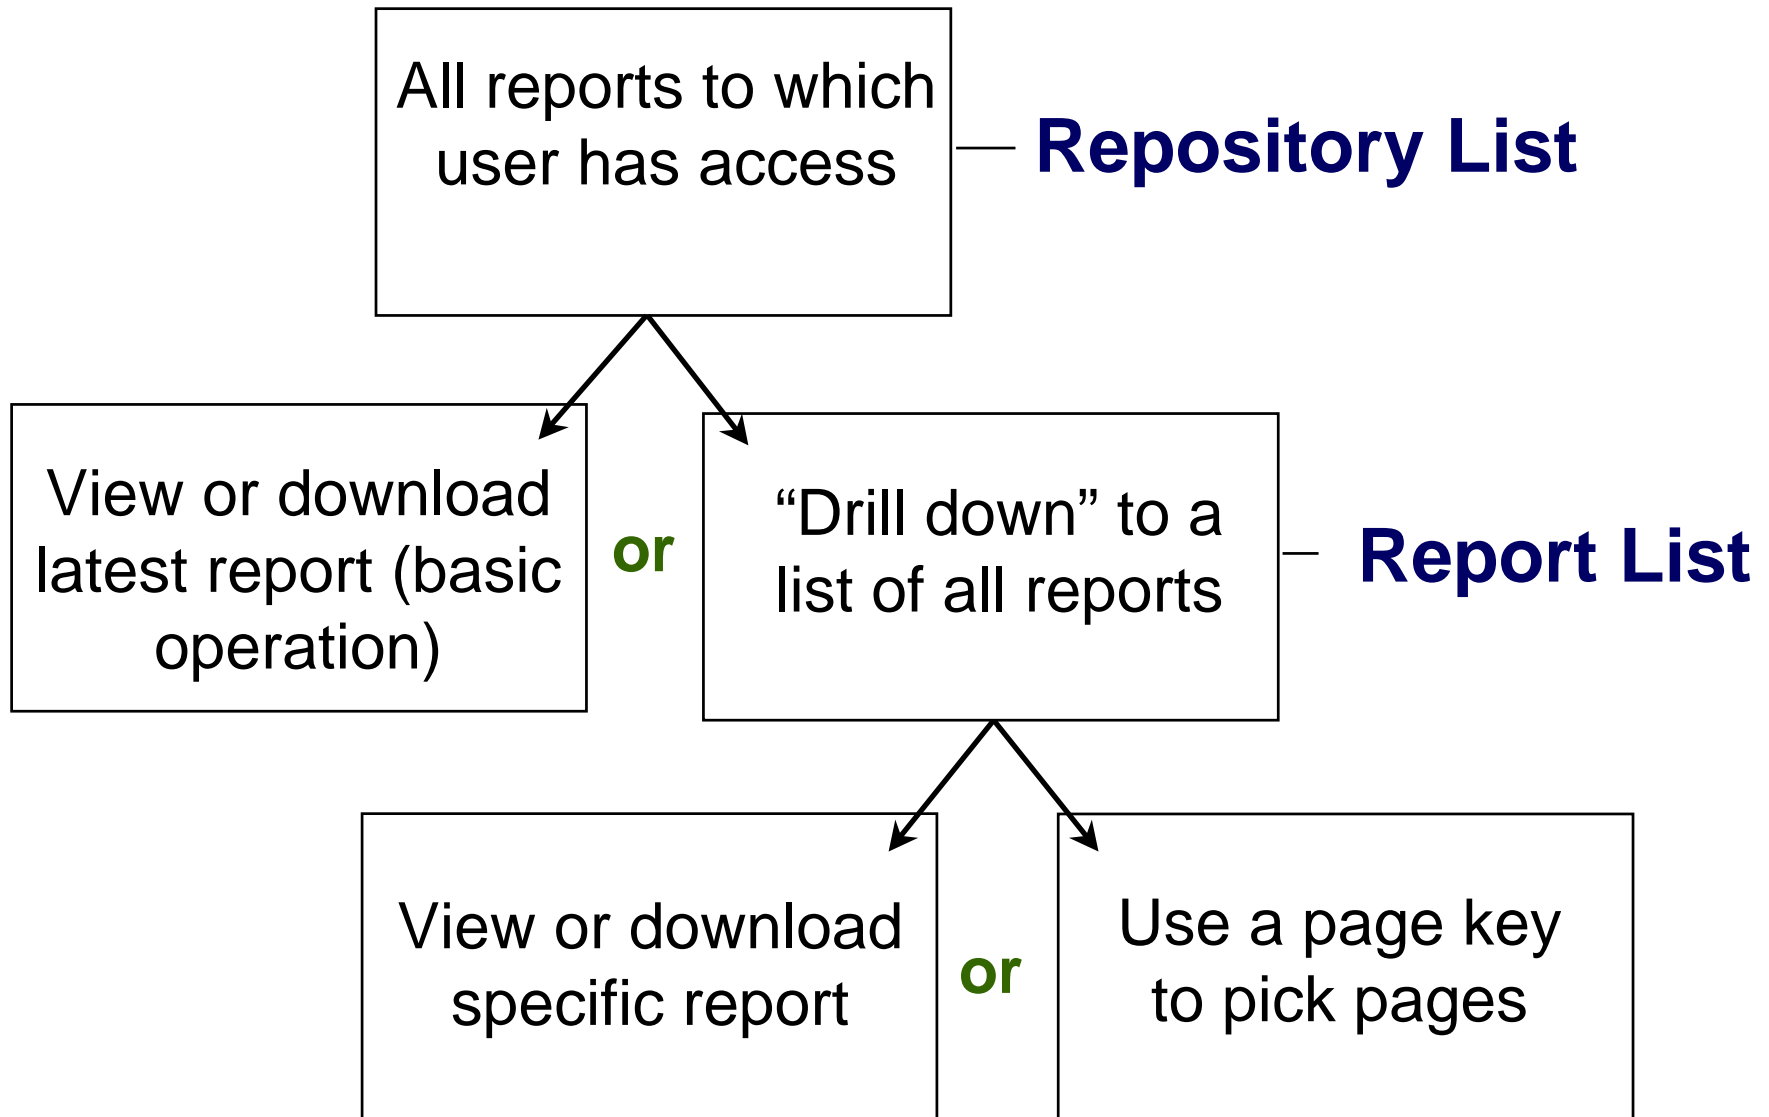 All reports to which
user has access
Repository List
View or download
latest report (basic
operation)
or
“Drill down” to a
list of all reports
Report List
View or download
specific report
or
Use a page key
to pick pages